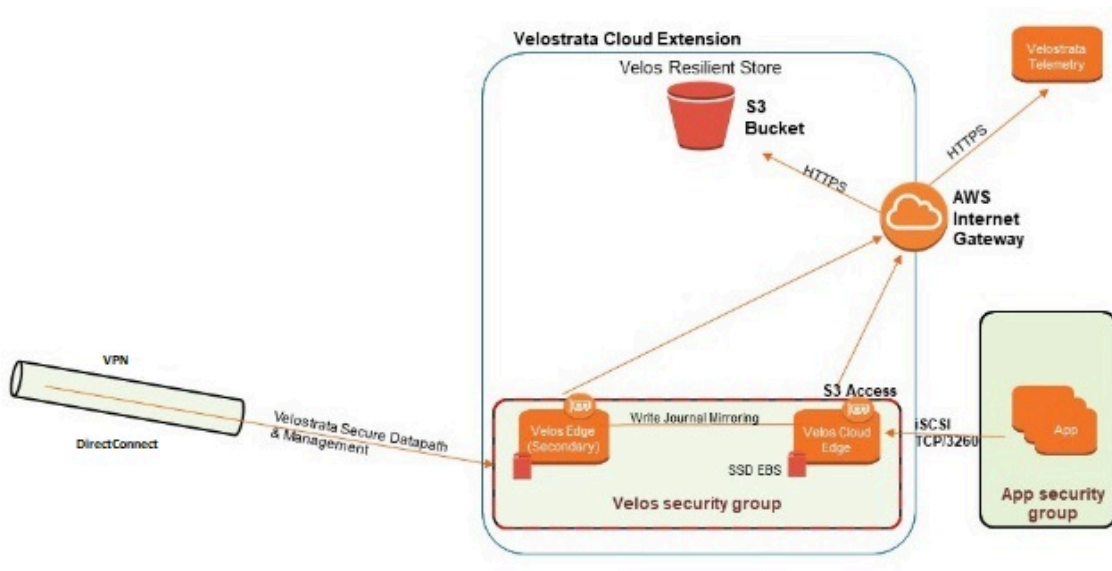 Velostrata Cloud Extension
Velos Resilient Store
S3
Bucket
Velostrata
Telemetry
HTTPS
HTTPS
AWS
Internet
Gateway
VPN
DirectConnect
Velostrata Secure Datapath
& Management
S3 Access
Velos Edge
(Secondary)
Write Journal Mirroring
Velos Cloud
Edge
SSD EBS
iSCSI
TCP/3260
App
Velos security group
App security
group